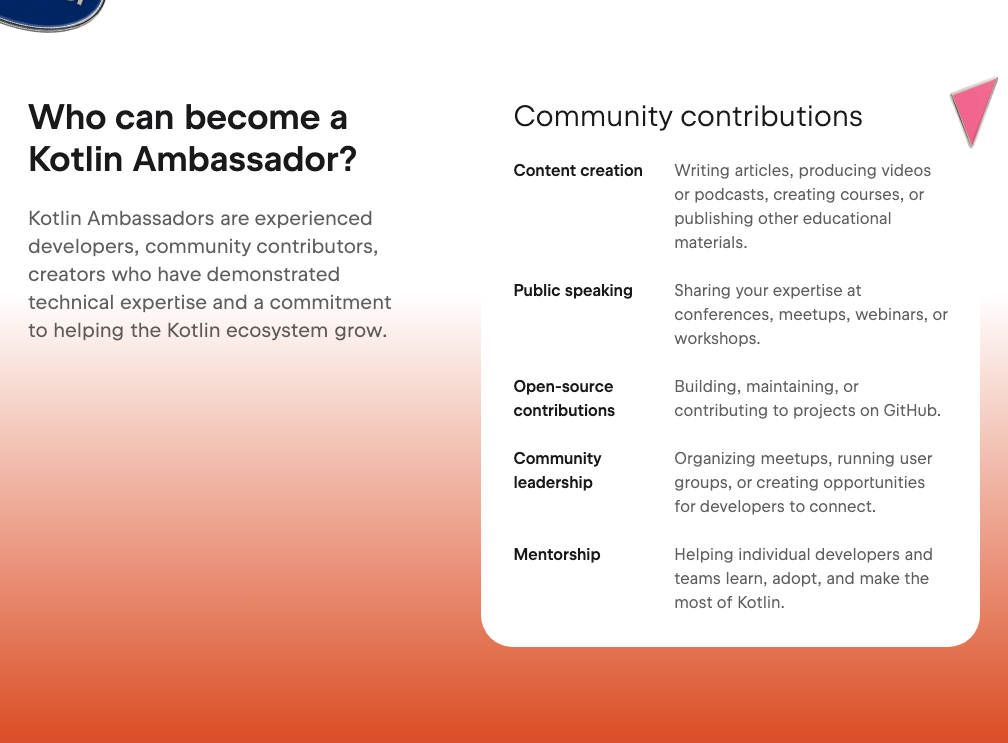 Who can become a
Kotlin Ambassador?
Kotlin Ambassadors are experienced
developers, community contributors,
creators who have demonstrated
technical expertise and a commitment
to helping the Kotlin ecosystem grow.
Community contributions
Content creation
Writing articles, producing videos
or podcasts, creating courses, or
publishing other educational
materials.
Public speaking
Sharing your expertise at
conferences, meetups, webinars, or
workshops.
Open-source
contributions
Building, maintaining, or
contributing to projects on GitHub.
Community
leadership
Organizing meetups, running user
groups, or creating opportunities
for developers to connect.
Mentorship
Helping individual developers and
teams learn, adopt, and make the
most of Kotlin.